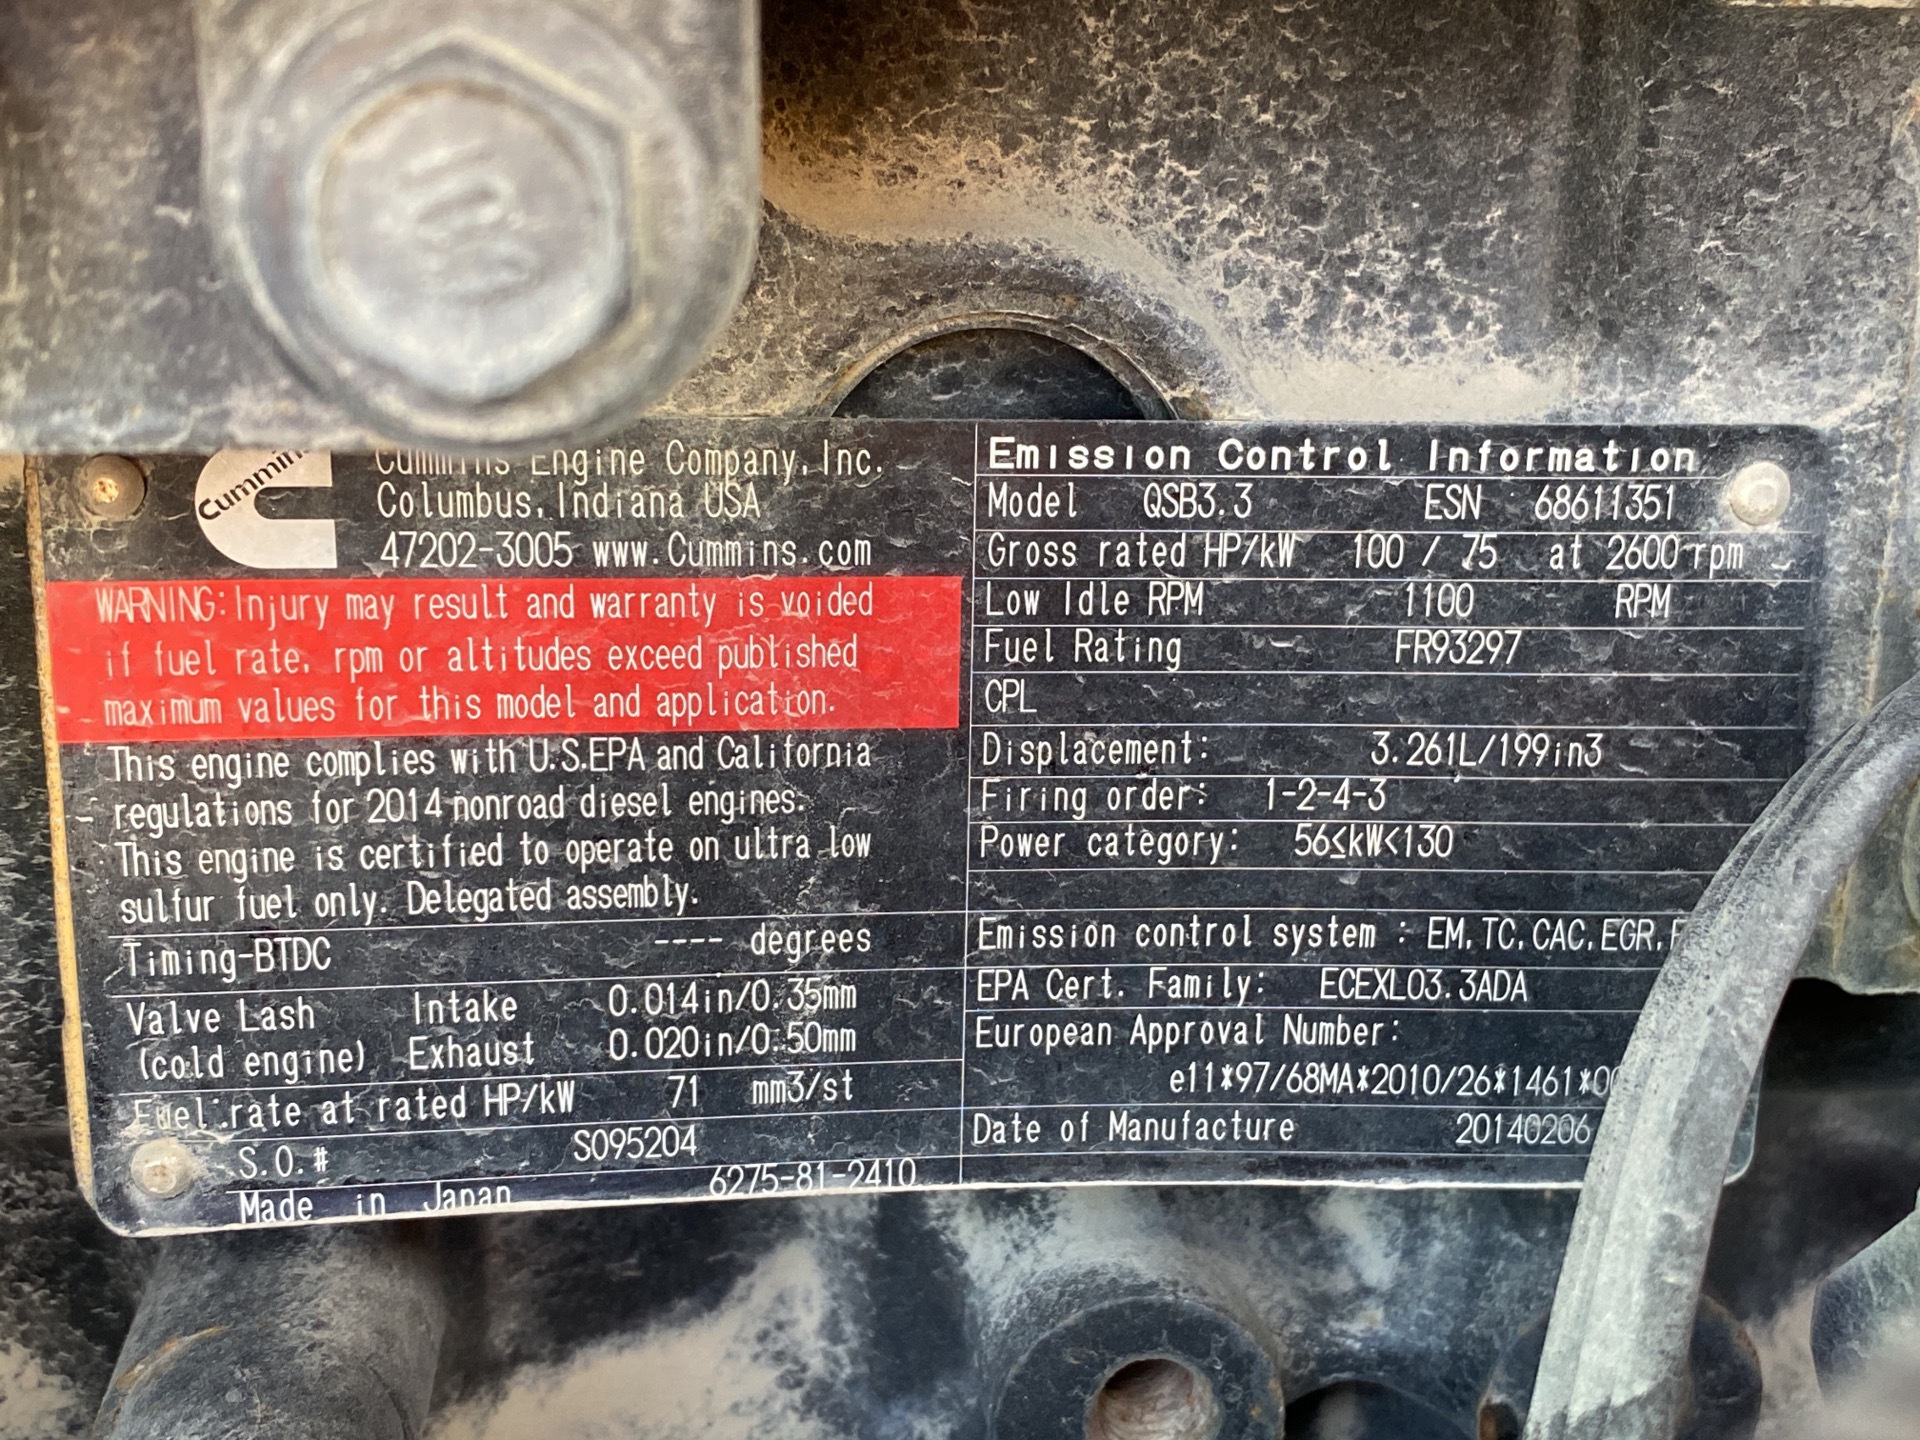 Cummins
Cummins Engine Company, Inc.
Columbus, Indiana USA
47202-3005 www.Cummins.com
WARNING: Injury may result and warranty is voided
if fuel rate, rpm or altitudes exceed published
maximum values for this model and application.
This engine complies with U.S.EPA and California
regulations for 2014 nonroad diesel engines.
This engine is certified to operate on ultra low
sulfur fuel only. Delegated assembly.
Timing-BTDC ---- degrees
Valve Lash Intake 0.014in/0.35mm
(cold engine) Exhaust 0.020in/0.50mm
Fuel rate at rated HP/kW 71 mm3/st
S.O.# SO95204
Made in Japan 6275-81-2410
Emission Control Information
Model QSB3.3 ESN 68611351
Gross rated HP/kW 100 / 75 at 2600 rpm
Low Idle RPM 1100 RPM
Fuel Rating FR93297
CPL
Displacement: 3.261L/199in3
Firing order: 1-2-4-3
Power category: 56≤kW<130
Emission control system : EM, TC, CAC, EGR,
EPA Cert. Family: ECEXL03.3ADA
European Approval Number:
e11*97/68MA*2010/26*1461*0
Date of Manufacture 20140206